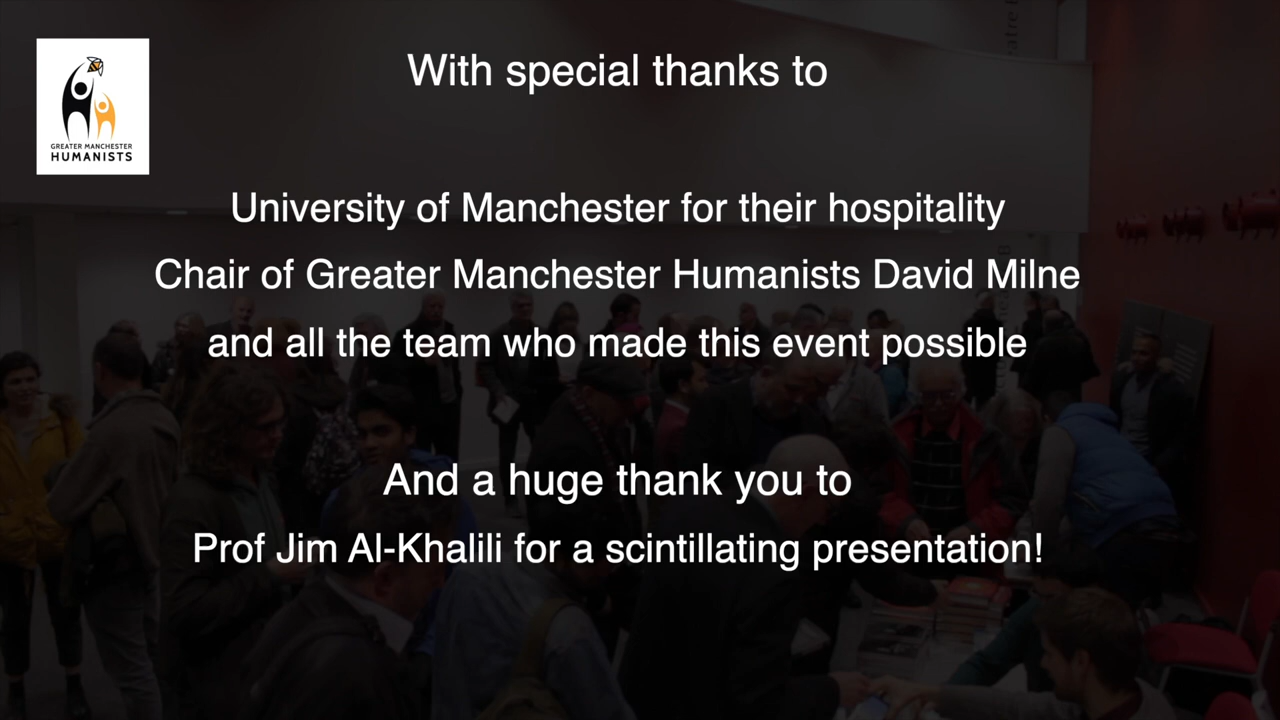 GREATER MANCHESTER
HUMANISTS
With special thanks to
University of Manchester for their hospitality
Chair of Greater Manchester Humanists David Milne
and all the team who made this event possible
And a huge thank you to
Prof Jim Al-Khalili for a scintillating presentation!